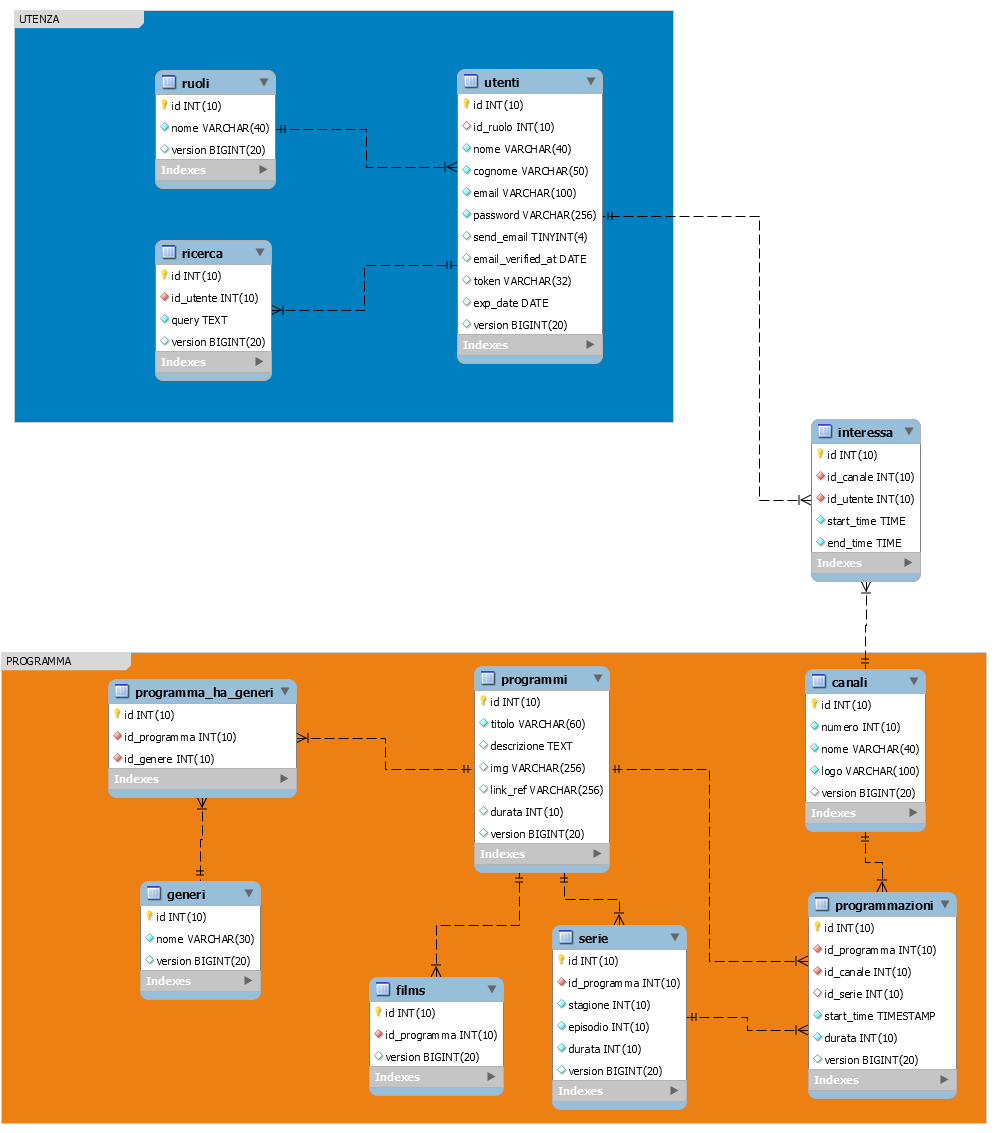 UTENZA
ruoli
id INT(10)
nome VARCHAR(40)
version BIGINT(20)
Indexes
utenti
id INT(10)
id_ruolo INT(10)
nome VARCHAR(40)
cognome VARCHAR(50)
email VARCHAR(100)
password VARCHAR(256)
send_email TINYINT(4)
email_verified_at DATE
token VARCHAR(32)
exp_date DATE
version BIGINT(20)
Indexes
ricerca
id INT(10)
id_utente INT(10)
query TEXT
version BIGINT(20)
Indexes
interessa
id INT(10)
id_canale INT(10)
id_utente INT(10)
start_time TIME
end_time TIME
Indexes
PROGRAMMA
programma_ha_generi
id INT(10)
id_programma INT(10)
id_genere INT(10)
Indexes
programmi
id INT(10)
titolo VARCHAR(60)
descrizione TEXT
img VARCHAR(256)
link_ref VARCHAR(256)
durata INT(10)
version BIGINT(20)
Indexes
canali
id INT(10)
numero INT(10)
nome VARCHAR(40)
logo VARCHAR(100)
version BIGINT(20)
Indexes
generi
id INT(10)
nome VARCHAR(30)
version BIGINT(20)
Indexes
films
id INT(10)
id_programma INT(10)
version BIGINT(20)
Indexes
serie
id INT(10)
id_programma INT(10)
stagione INT(10)
episodio INT(10)
durata INT(10)
version BIGINT(20)
Indexes
programmazioni
id INT(10)
id_programma INT(10)
id_canale INT(10)
id_serie INT(10)
start_time TIMESTAMP
durata INT(10)
version BIGINT(20)
Indexes